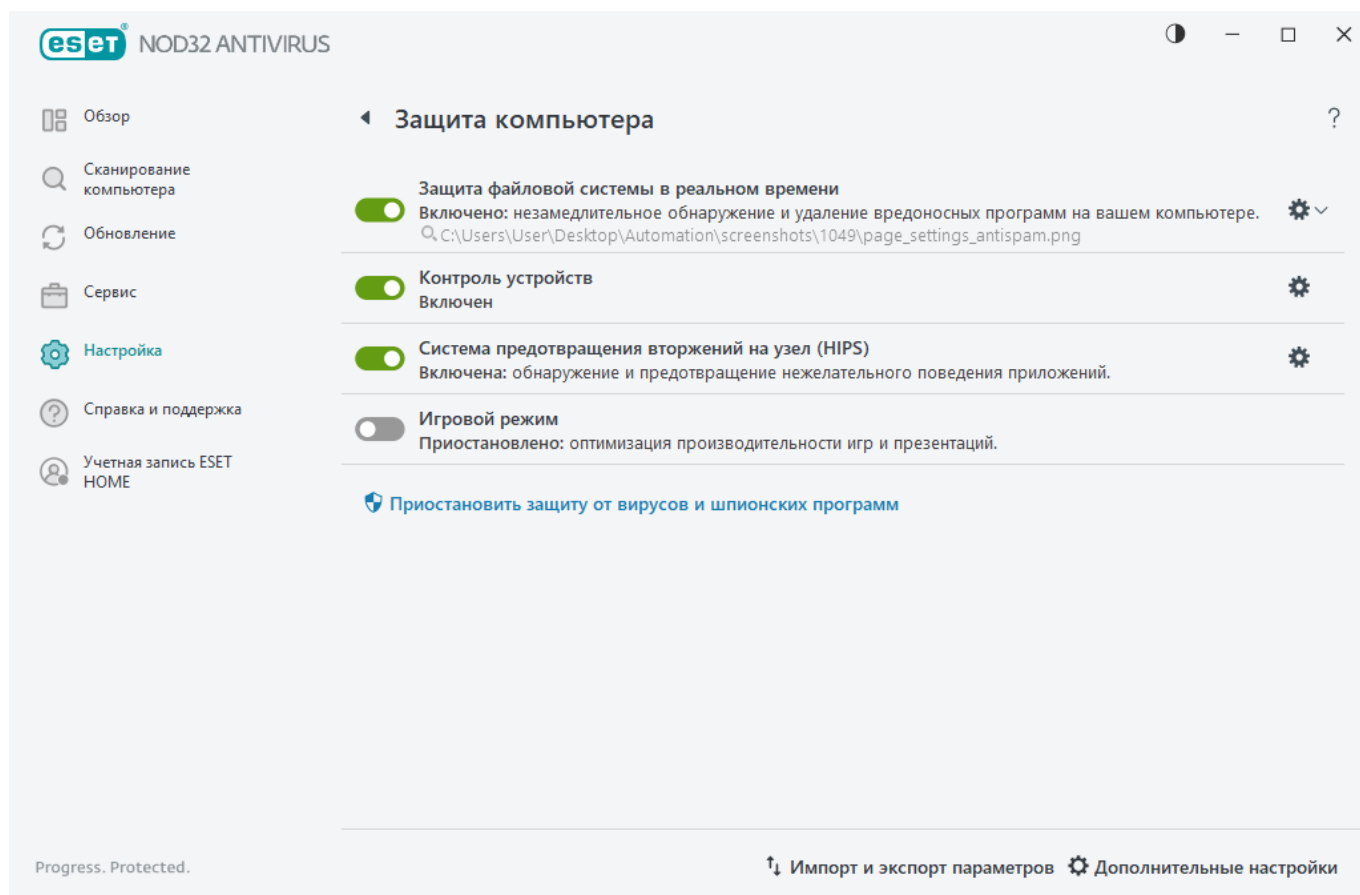 eset® NOD32 ANTIVIRUS
Обзор
Сканирование
компьютера
Обновление
Сервис
Настройка
Справка и поддержка
Учетная запись ESET
HOME
Защита компьютера
?
Защита файловой системы в реальном времени
Включено: незамедлительное обнаружение и удаление вредоносных программ на вашем компьютере.
C:\Users\User\Desktop\Automation\screenshots\1049\page_settings_antispam.png
Контроль устройств
Включен
Система предотвращения вторжений на узел (HIPS)
Включена: обнаружение и предотвращение нежелательного поведения приложений.
Игровой режим
Приостановлено: оптимизация производительности игр и презентаций.
Приостановить защиту от вирусов и шпионских программ
Progress. Protected.
Импорт и экспорт параметров Дополнительные настройки